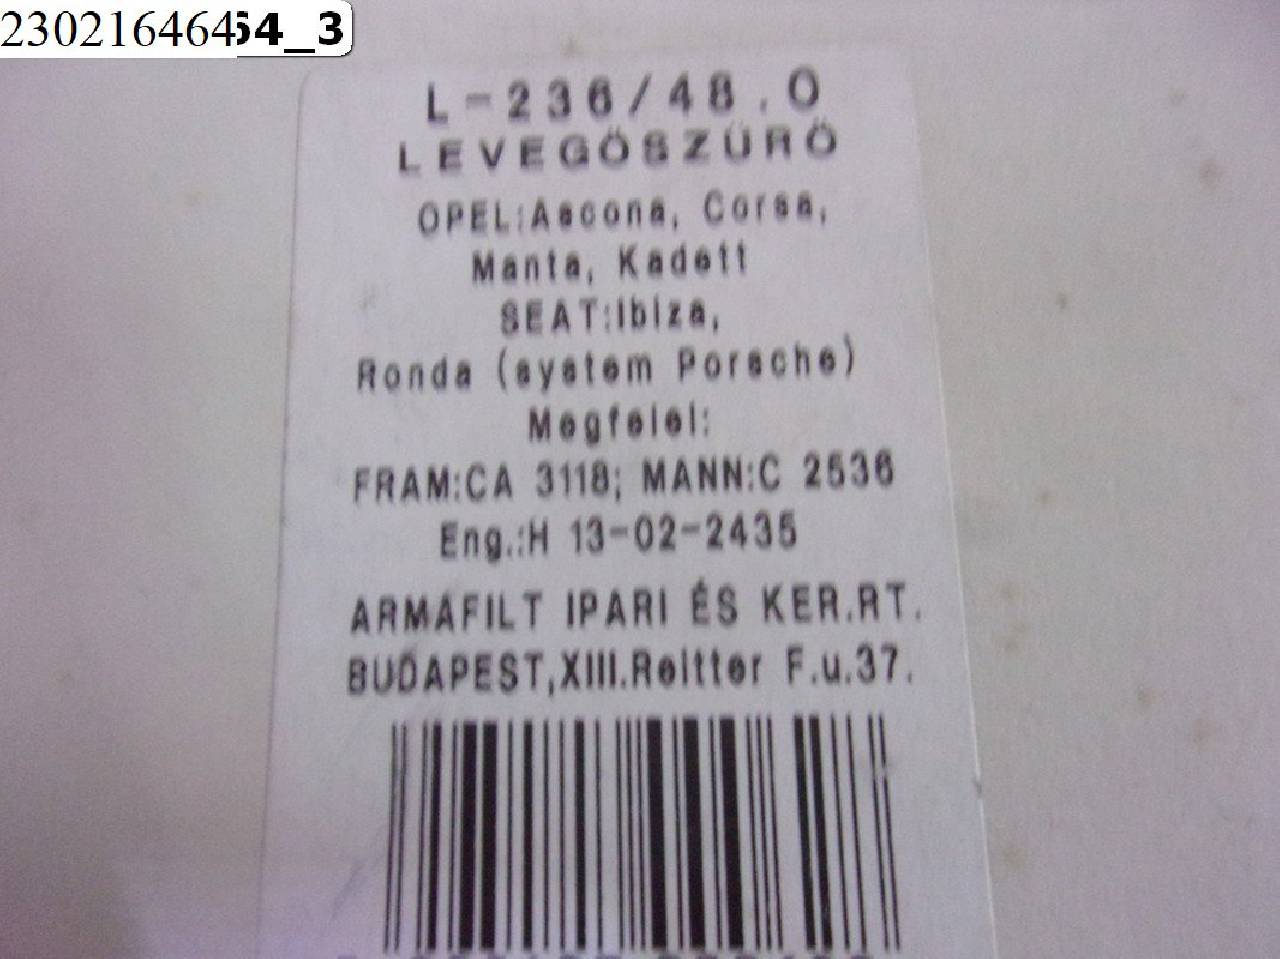 23021646454_3
L-236/48.0
LEVEGŐSZŰRŐ
OPEL:Ascona, Corsa,
Manta, Kadett
SEAT:Ibiza,
Ronda (system Porsche)
Megfelel:
FRAM:CA 3118; MANN:C 2536
Eng.:H 13-02-2435
ARMAFILT IPARI ÉS KER.RT.
BUDAPEST,XIII.Reitter F.u.37.